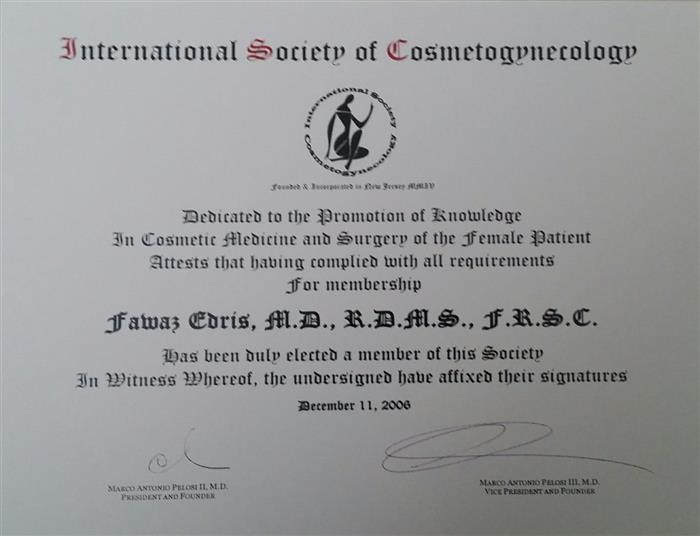 International Society of Cosmetogynecology
International Society
Cosmetogynecology
Founded & Incorporated in New Jersey MMIV
Dedicated to the Promotion of Knowledge
In Cosmetic Medicine and Surgery of the Female Patient
Attests that having complied with all requirements
For membership
Fawaz Edris, M.D., R.D.M.S., F.R.S.C.
Has been duly elected a member of this Society
In Witness Whereof, the undersigned have affixed their signatures
December 11, 2006
MARCO ANTONIO PELOSI II, M.D.
PRESIDENT AND FOUNDER
MARCO ANTONIO PELOSI III, M.D.
VICE PRESIDENT AND FOUNDER